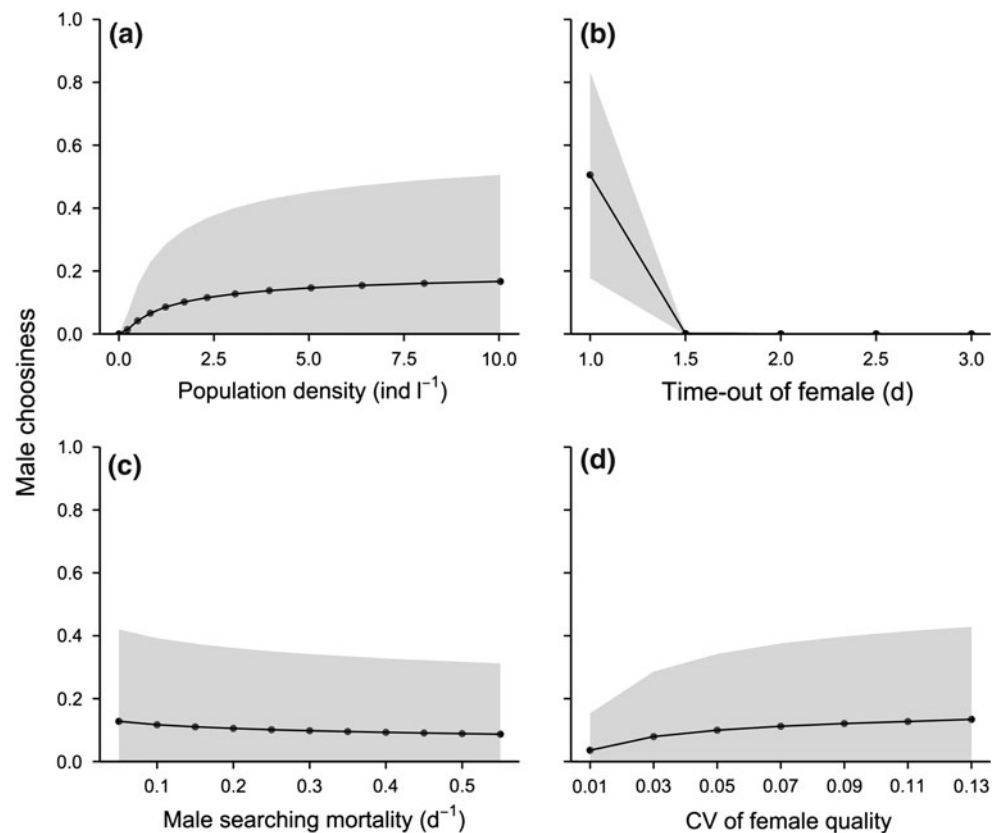 Male choosiness
(a)
1.0
0.8
0.6
0.4
0.2
0.0
0.0 2.5 5.0 7.5 10.0
Population density (ind l⁻¹)
(b)
1.0 1.5 2.0 2.5 3.0
Time-out of female (d)
(c)
1.0
0.8
0.6
0.4
0.2
0.0
0.1 0.2 0.3 0.4 0.5
Male searching mortality (d⁻¹)
(d)
0.01 0.03 0.05 0.07 0.09 0.11 0.13
CV of female quality